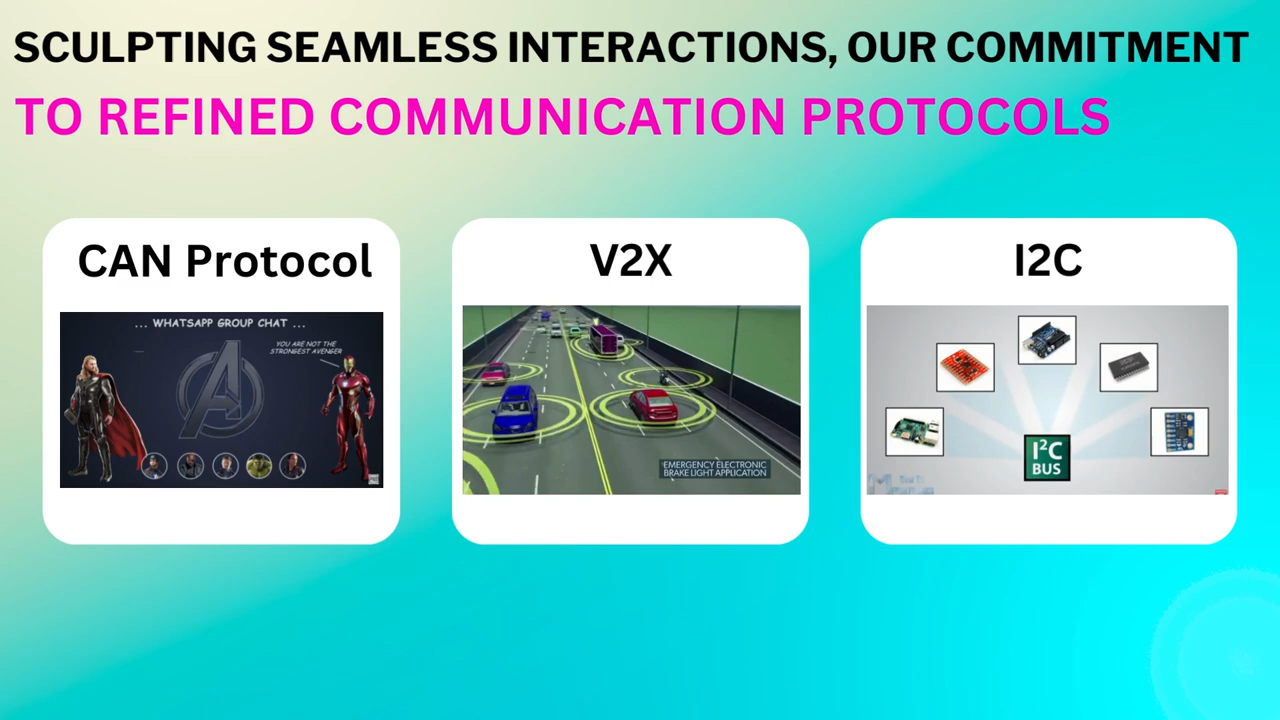 SCULPTING SEAMLESS INTERACTIONS, OUR COMMITMENT
TO REFINED COMMUNICATION PROTOCOLS
CAN Protocol
... WHATSAPP GROUP CHAT ...
YOU ARE NOT THE
STRONGEST AVENGER
V2X
EMERGENCY ELECTRONIC
BRAKE LIGHT APPLICATION
I2C
I²C
BUS